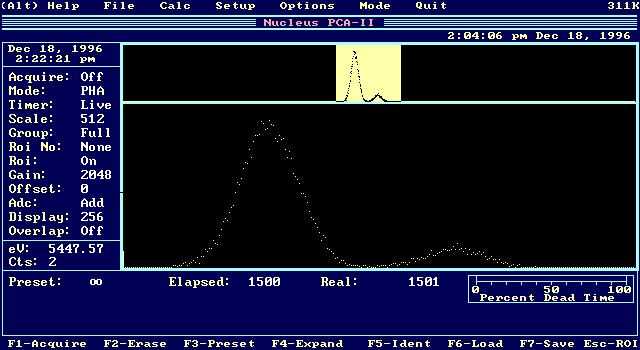 (Alt) Help File Calc Setup Options Mode Quit 311K
Nucleus PCA-II
2:04:06 pm Dec 18, 1996
Dec 18, 1996
2:22:21 pm
Acquire: Off
Mode: PHA
Timer: Live
Scale: 512
Group: Full
Roi No: None
Roi: On
Gain: 2048
Offset: 0
Adc: Add
Display: 256
Overlap: Off
eV: 5447.57
Cts: 2
Preset: ∞ Elapsed: 1500 Real: 1501
0 50 100
Percent Dead Time
F1-Acquire F2-Erase F3-Preset F4-Expand F5-Ident F6-Load F7-Save Esc-ROI